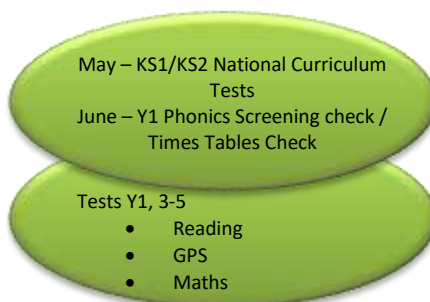 May – KS1/KS2 National Curriculum
Tests
June – Y1 Phonics Screening check /
Times Tables Check
Tests Y1, 3-5
• Reading
• GPS
• Maths